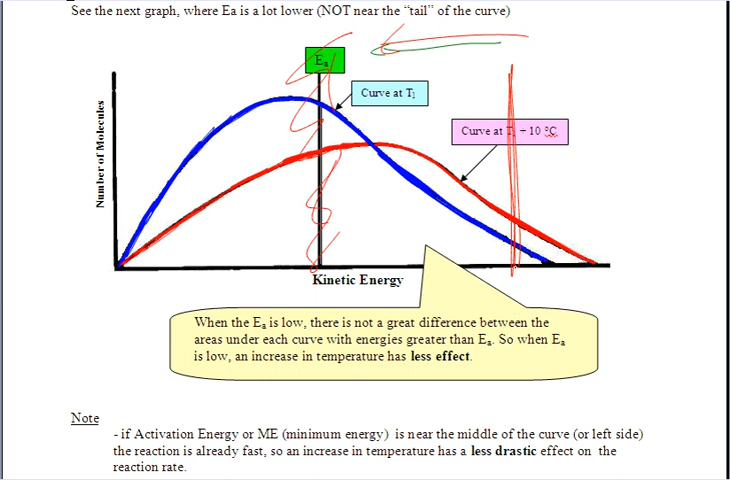 See the next graph, where Ea is a lot lower (NOT near the “tail” of the curve)
Ea
Curve at T1
Curve at T1 + 10 °C
Number of Molecules
Kinetic Energy
When the Ea is low, there is not a great difference between the
areas under each curve with energies greater than Ea. So when Ea
is low, an increase in temperature has less effect.
Note
- if Activation Energy or ME (minimum energy) is near the middle of the curve (or left side)
the reaction is already fast, so an increase in temperature has a less drastic effect on the
reaction rate.